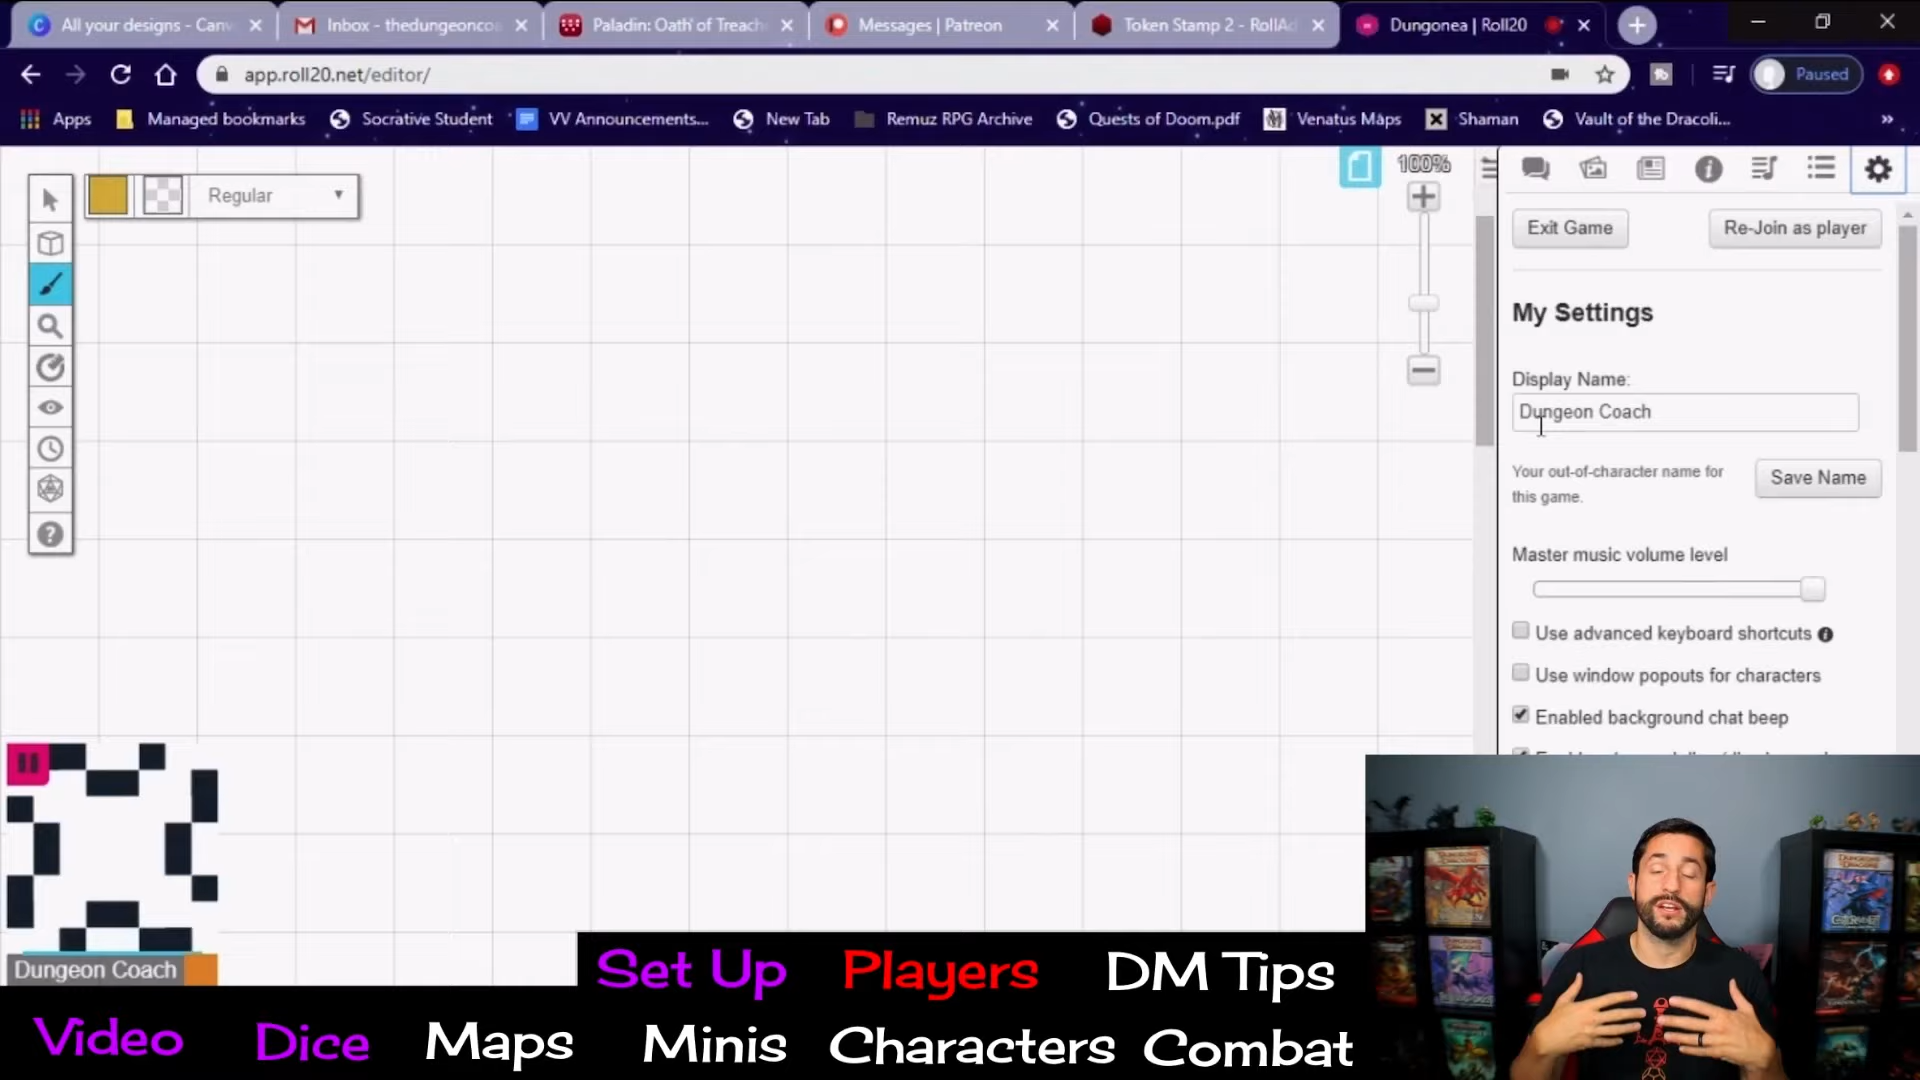 All your designs - Canv
Inbox - thedungeoncoa
Paladin: Oath of Treach
Messages | Patreon
Token Stamp 2 - RollAd
Dungonea | Roll20
app.roll20.net/editor/
Paused
Apps
Managed bookmarks
Socrative Student
VV Announcements...
New Tab
Remuz RPG Archive
Quests of Doom.pdf
Venatus Maps
Shaman
Vault of the Dracoli...
»
Regular
100%
Exit Game
Re-Join as player
My Settings
Display Name:
Dungeon Coach
Your out-of-character name for
this game.
Save Name
Master music volume level
Use advanced keyboard shortcuts
Use window popouts for characters
Enabled background chat beep
Dungeon Coach
Set Up Players DM Tips
Video Dice Maps Minis Characters Combat